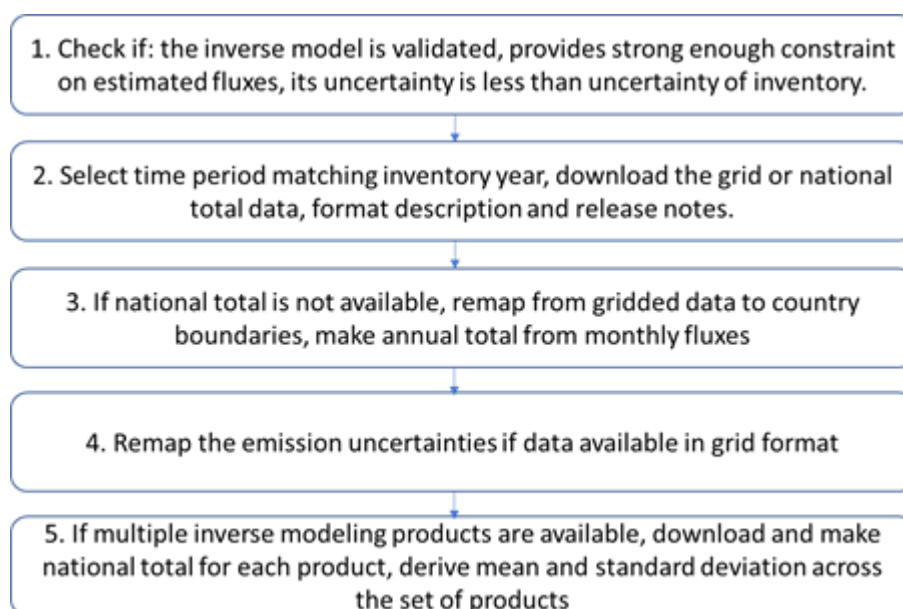 1. Check if: the inverse model is validated, provides strong enough constraint
on estimated fluxes, its uncertainty is less than uncertainty of inventory.
2. Select time period matching inventory year, download the grid or national
total data, format description and release notes.
3. If national total is not available, remap from gridded data to country
boundaries, make annual total from monthly fluxes
4. Remap the emission uncertainties if data available in grid format
5. If multiple inverse modeling products are available, download and make
national total for each product, derive mean and standard deviation across
the set of products